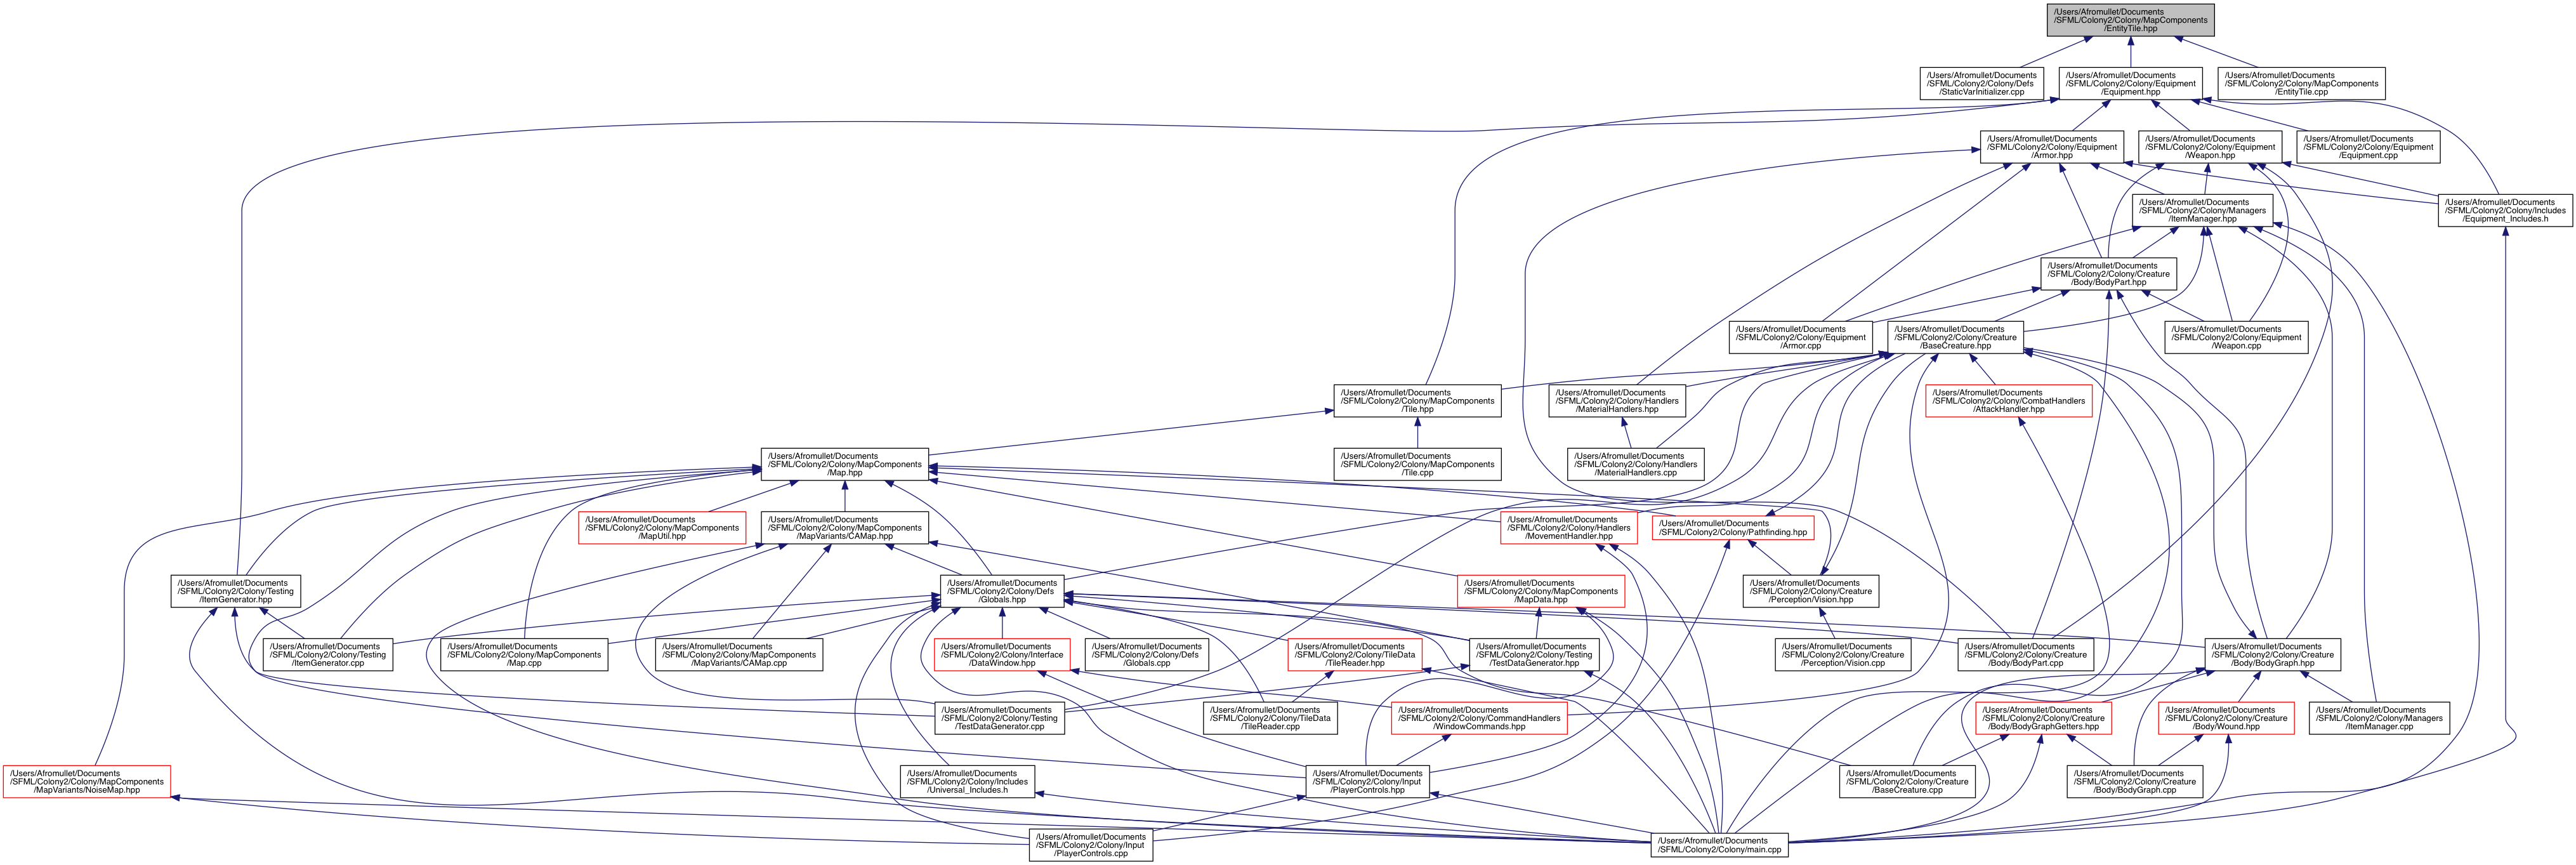 /Users/Afromullet/Documents
/SFML/Colony2/Colony/MapComponents
/EntityTile.hpp
/Users/Afromullet/Documents
/SFML/Colony2/Colony/Defs
/StaticVarInitializer.cpp
/Users/Afromullet/Documents
/SFML/Colony2/Colony/Equipment
/Equipment.hpp
/Users/Afromullet/Documents
/SFML/Colony2/Colony/MapComponents
/EntityTile.cpp
/Users/Afromullet/Documents
/SFML/Colony2/Colony/Equipment
/Armor.hpp
/Users/Afromullet/Documents
/SFML/Colony2/Colony/Equipment
/Weapon.hpp
/Users/Afromullet/Documents
/SFML/Colony2/Colony/Equipment
/Equipment.cpp
/Users/Afromullet/Documents
/SFML/Colony2/Colony/Managers
/ItemManager.hpp
/Users/Afromullet/Documents
/SFML/Colony2/Colony/Includes
/Equipment_Includes.h
/Users/Afromullet/Documents
/SFML/Colony2/Colony/Creature
/Body/BodyPart.hpp
/Users/Afromullet/Documents
/SFML/Colony2/Colony/Equipment
/Armor.cpp
/Users/Afromullet/Documents
/SFML/Colony2/Colony/Creature
/BaseCreature.hpp
/Users/Afromullet/Documents
/SFML/Colony2/Colony/Equipment
/Weapon.cpp
/Users/Afromullet/Documents
/SFML/Colony2/Colony/MapComponents
/Tile.hpp
/Users/Afromullet/Documents
/SFML/Colony2/Colony/Handlers
/MaterialHandlers.hpp
/Users/Afromullet/Documents
/SFML/Colony2/Colony/CombatHandlers
/AttackHandler.hpp
/Users/Afromullet/Documents
/SFML/Colony2/Colony/MapComponents
/Map.hpp
/Users/Afromullet/Documents
/SFML/Colony2/Colony/MapComponents
/Tile.cpp
/Users/Afromullet/Documents
/SFML/Colony2/Colony/Handlers
/MaterialHandlers.cpp
/Users/Afromullet/Documents
/SFML/Colony2/Colony/MapComponents
/MapUtil.hpp
/Users/Afromullet/Documents
/SFML/Colony2/Colony/MapComponents
/MapVariants/CAMap.hpp
/Users/Afromullet/Documents
/SFML/Colony2/Colony/Handlers
/MovementHandler.hpp
/Users/Afromullet/Documents
/SFML/Colony2/Colony/Pathfinding.hpp
/Users/Afromullet/Documents
/SFML/Colony2/Colony/Testing
/ItemGenerator.hpp
/Users/Afromullet/Documents
/SFML/Colony2/Colony/Defs
/Globals.hpp
/Users/Afromullet/Documents
/SFML/Colony2/Colony/MapComponents
/MapData.hpp
/Users/Afromullet/Documents
/SFML/Colony2/Colony/Creature
/Perception/Vision.hpp
/Users/Afromullet/Documents
/SFML/Colony2/Colony/Testing
/ItemGenerator.cpp
/Users/Afromullet/Documents
/SFML/Colony2/Colony/MapComponents
/Map.cpp
/Users/Afromullet/Documents
/SFML/Colony2/Colony/MapComponents
/MapVariants/CAMap.cpp
/Users/Afromullet/Documents
/SFML/Colony2/Colony/Interface
/DataWindow.hpp
/Users/Afromullet/Documents
/SFML/Colony2/Colony/Defs
/Globals.cpp
/Users/Afromullet/Documents
/SFML/Colony2/Colony/TileData
/TileReader.hpp
/Users/Afromullet/Documents
/SFML/Colony2/Colony/Testing
/TestDataGenerator.hpp
/Users/Afromullet/Documents
/SFML/Colony2/Colony/Creature
/Perception/Vision.cpp
/Users/Afromullet/Documents
/SFML/Colony2/Colony/Creature
/Body/BodyPart.cpp
/Users/Afromullet/Documents
/SFML/Colony2/Colony/Creature
/Body/BodyGraph.hpp
/Users/Afromullet/Documents
/SFML/Colony2/Colony/Testing
/TestDataGenerator.cpp
/Users/Afromullet/Documents
/SFML/Colony2/Colony/TileData
/TileReader.cpp
/Users/Afromullet/Documents
/SFML/Colony2/Colony/CommandHandlers
/WindowCommands.hpp
/Users/Afromullet/Documents
/SFML/Colony2/Colony/Creature
/Body/BodyGraphGetters.hpp
/Users/Afromullet/Documents
/SFML/Colony2/Colony/Creature
/Body/Wound.hpp
/Users/Afromullet/Documents
/SFML/Colony2/Colony/Managers
/ItemManager.cpp
/Users/Afromullet/Documents
/SFML/Colony2/Colony/MapComponents
/MapVariants/NoiseMap.hpp
/Users/Afromullet/Documents
/SFML/Colony2/Colony/Includes
/Universal_Includes.h
/Users/Afromullet/Documents
/SFML/Colony2/Colony/Input
/PlayerControls.hpp
/Users/Afromullet/Documents
/SFML/Colony2/Colony/Creature
/BaseCreature.cpp
/Users/Afromullet/Documents
/SFML/Colony2/Colony/Creature
/Body/BodyGraph.cpp
/Users/Afromullet/Documents
/SFML/Colony2/Colony/Input
/PlayerControls.cpp
/Users/Afromullet/Documents
/SFML/Colony2/Colony/main.cpp